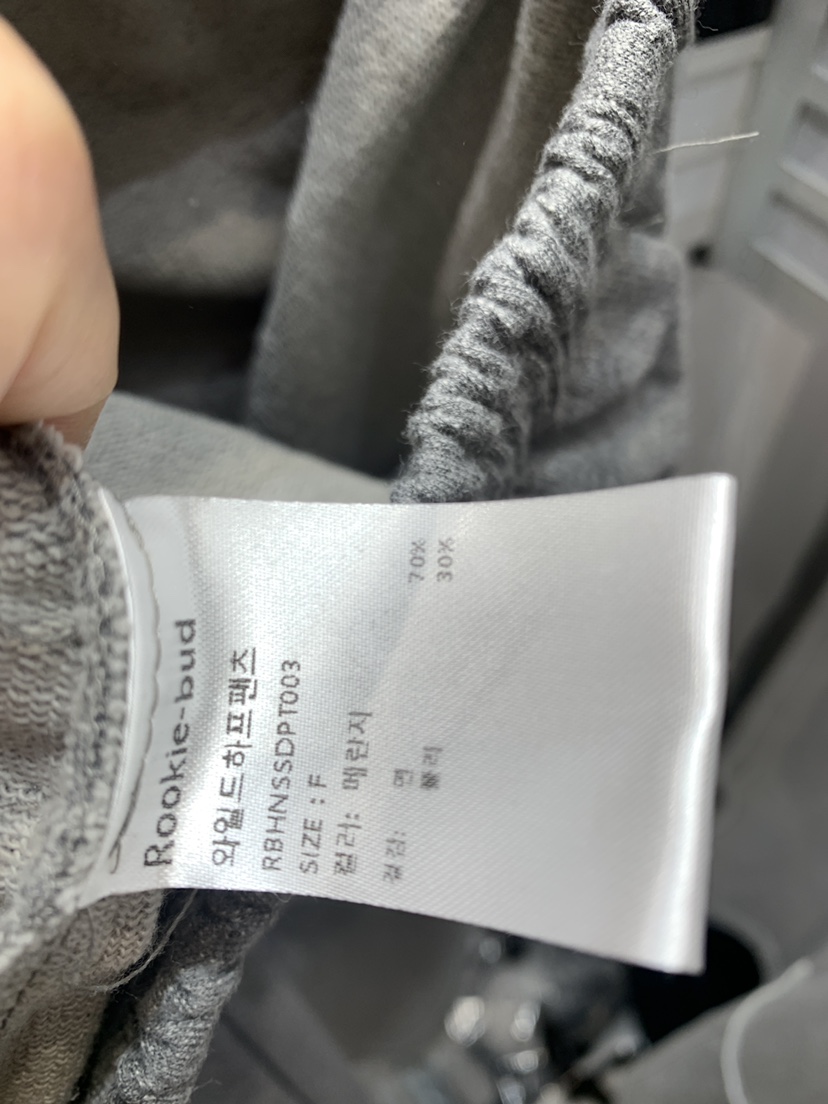 Rookie-bud
와일드하프팬츠
RBHNSSDPT003
SIZE : F
컬러: 메란지
겉감: 면 70%
폴리 30%